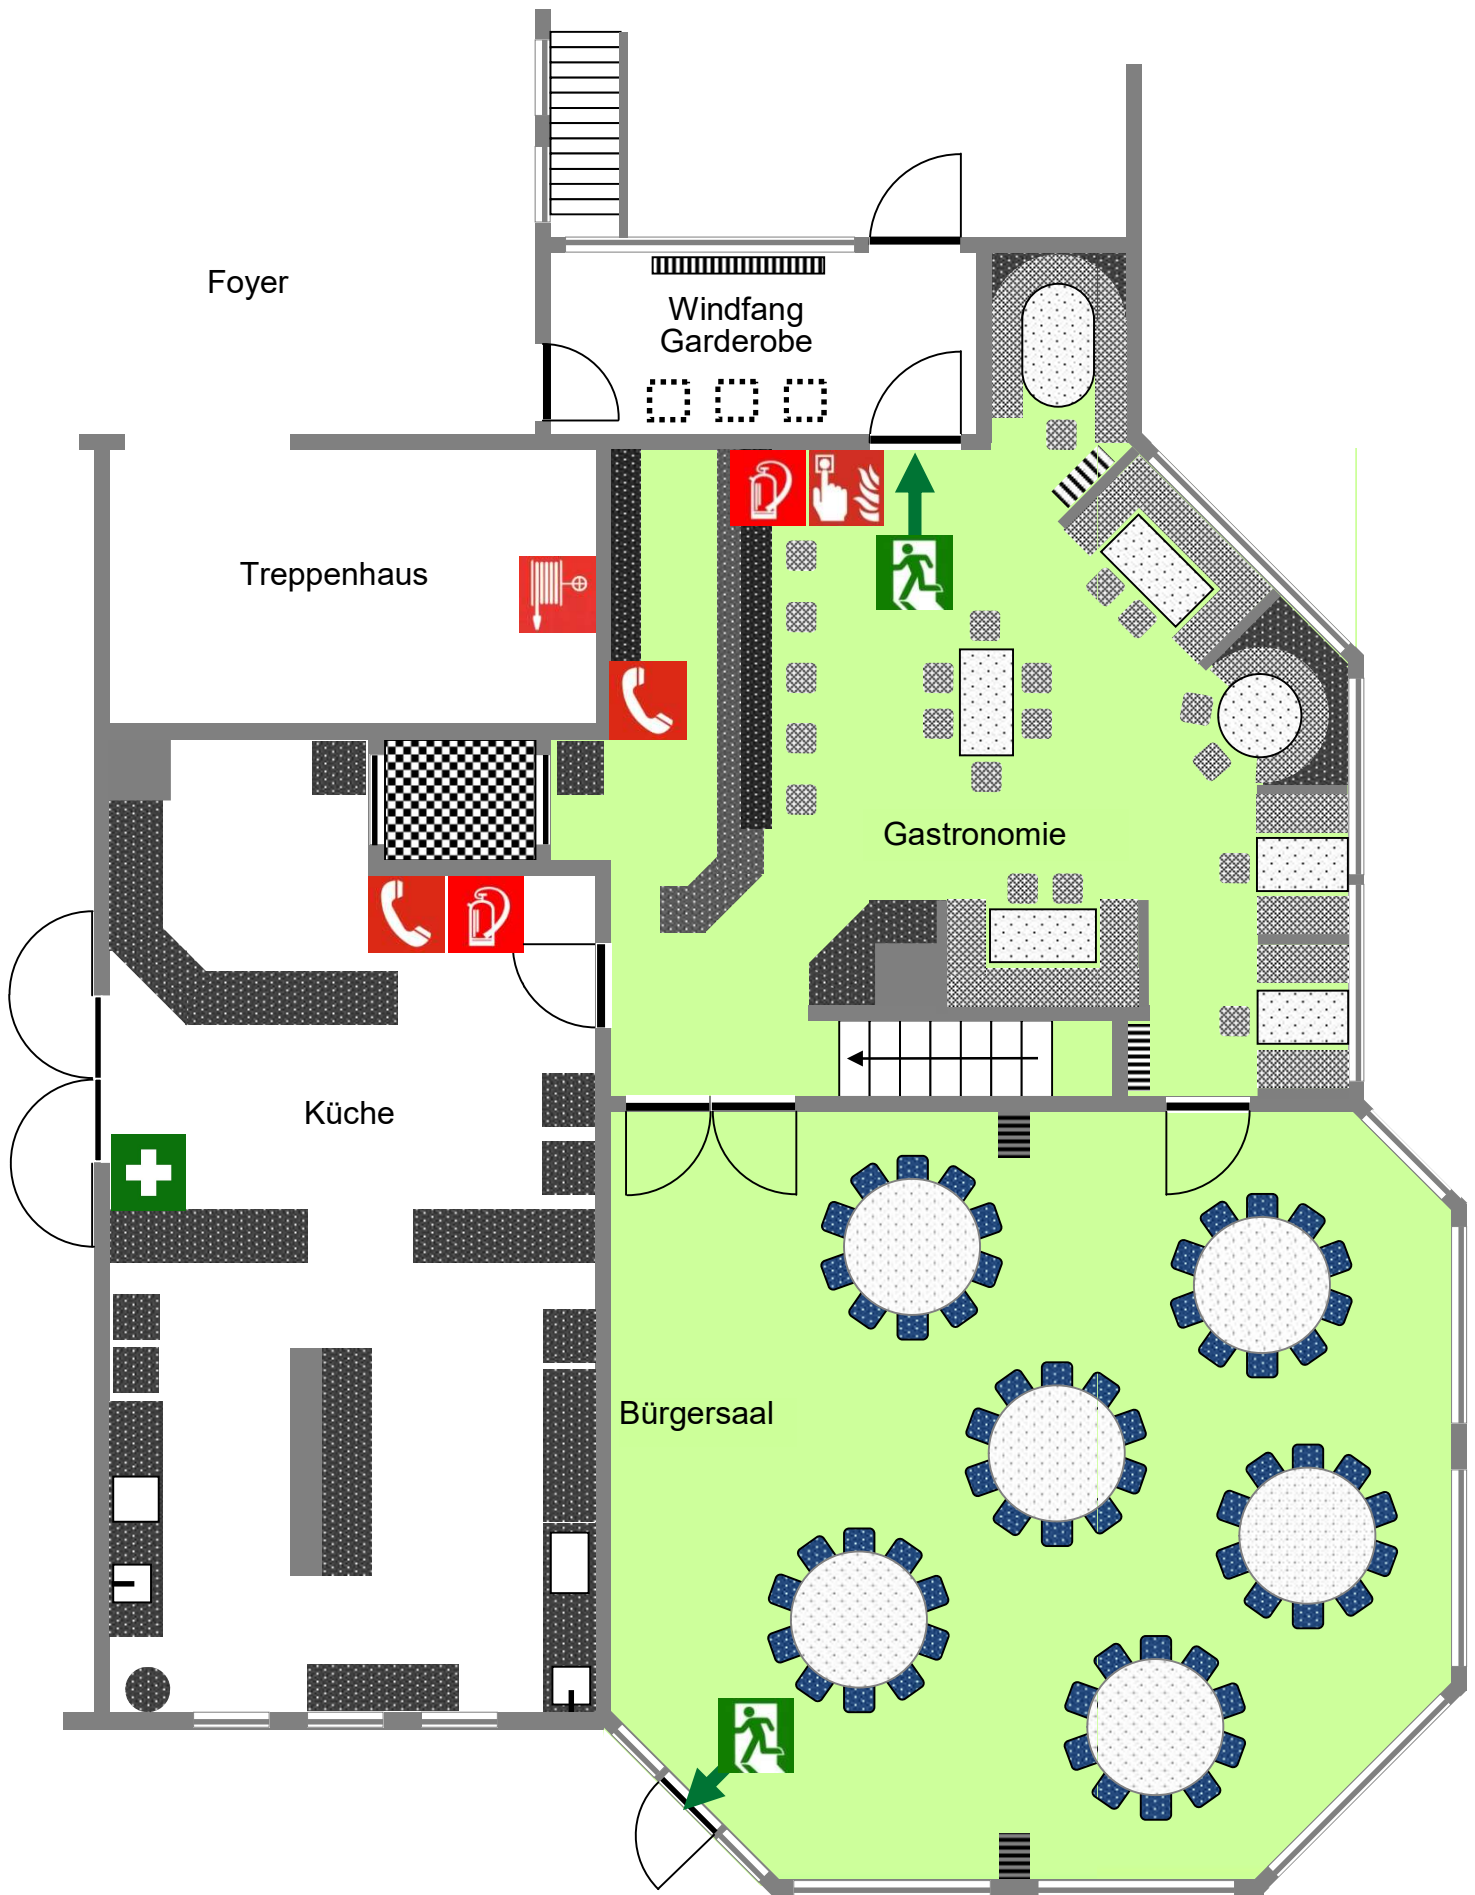 Foyer
Windfang
Garderobe
Treppenhaus
Gastronomie
Küche
Bürgersaal